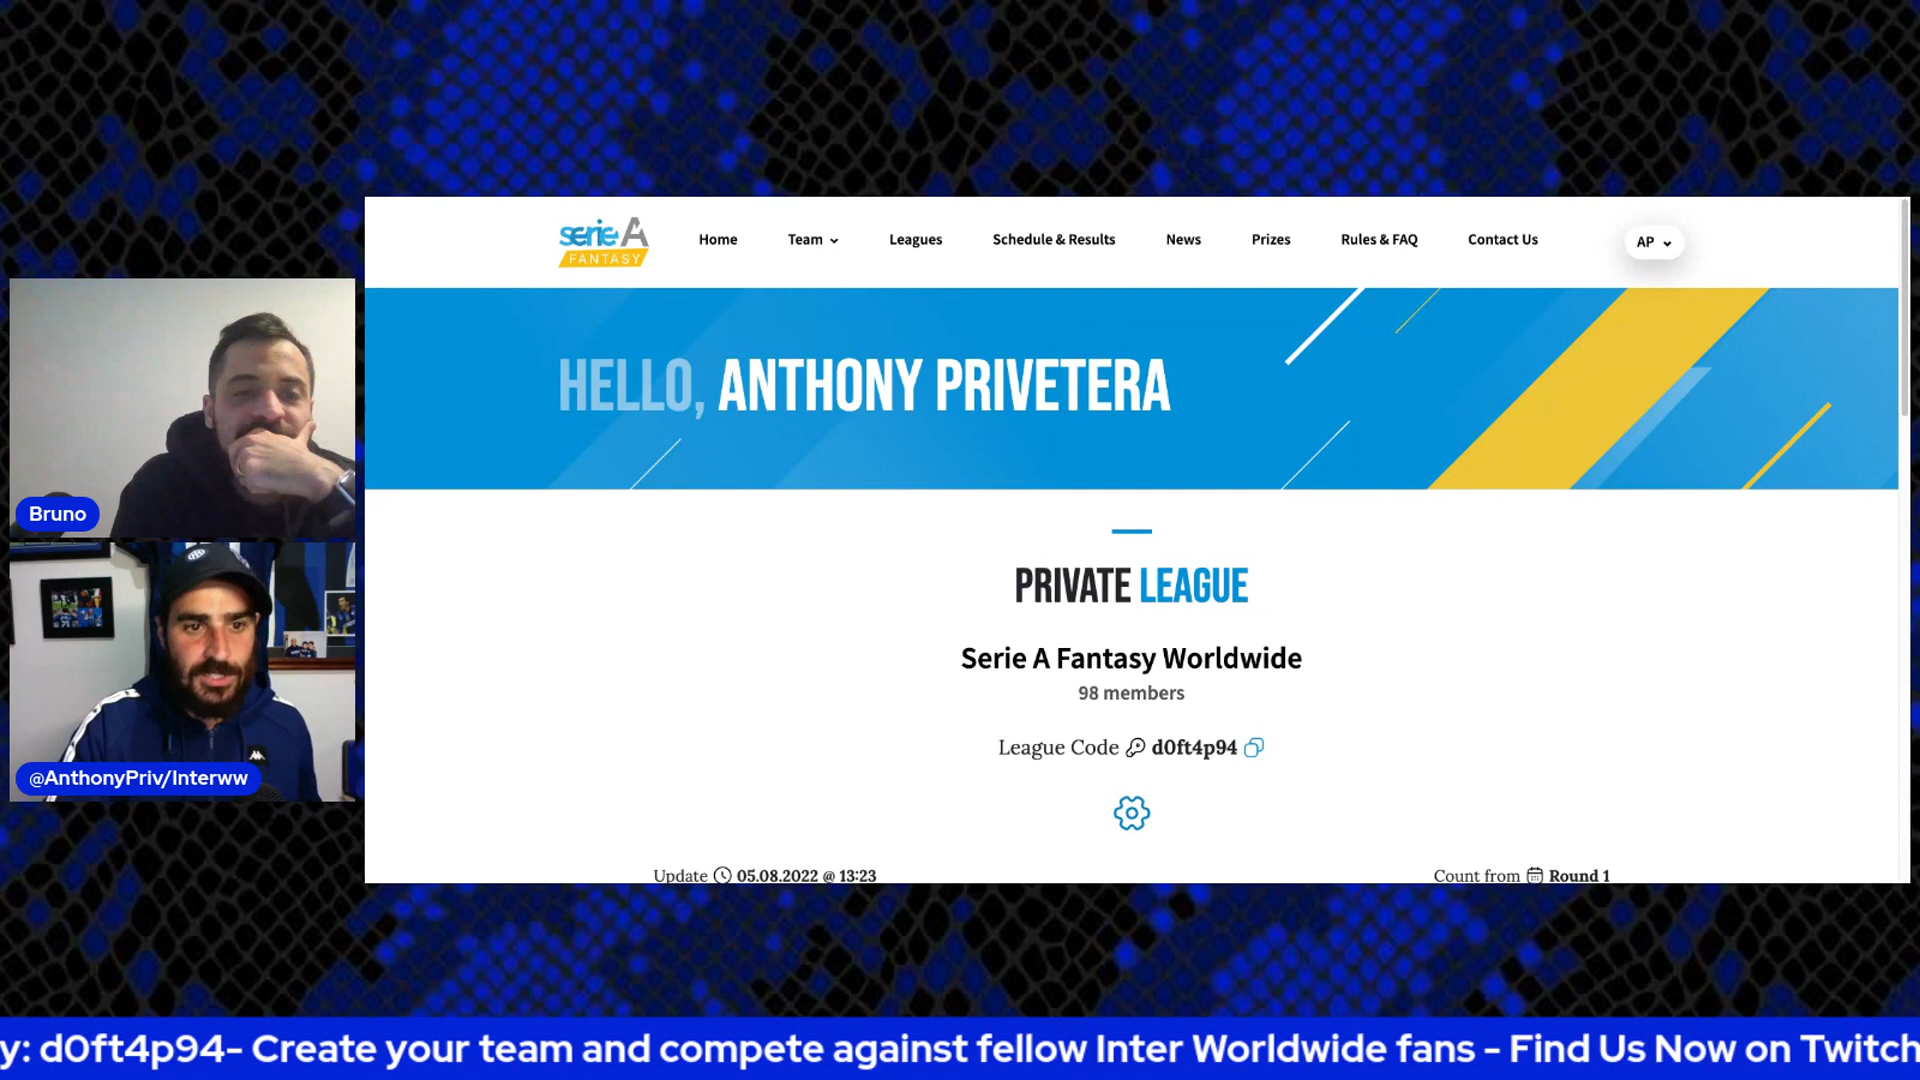 serie A
FANTASY
Home
Team
Leagues
Schedule & Results
News
Prizes
Rules & FAQ
Contact Us
AP
HELLO, ANTHONY PRIVETERA
PRIVATE LEAGUE
Serie A Fantasy Worldwide
98 members
League Code d0ft4p94
Update 05.08.2022 @ 13:23
Count from Round 1
Bruno
@AnthonyPriv/Interww
y: d0ft4p94- Create your team and compete against fellow Inter Worldwide fans - Find Us Now on Twitch